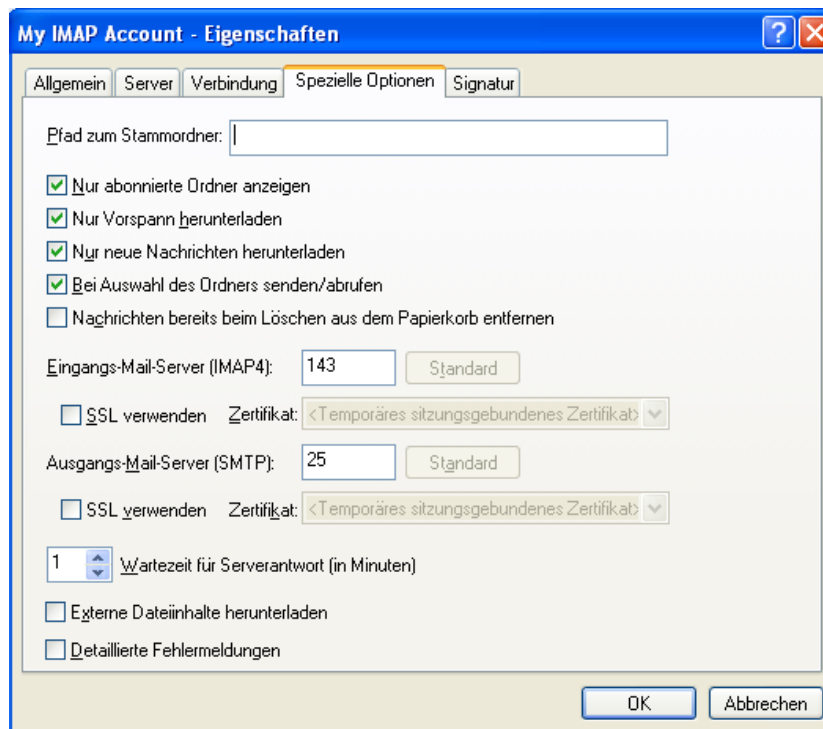 My IMAP Account - Eigenschaften
Allgemein Server Verbindung Spezielle Optionen Signatur
Pfad zum Stammordner:
Nur abonnierte Ordner anzeigen
Nur Vorspann herunterladen
Nur neue Nachrichten herunterladen
Bei Auswahl des Ordners senden/abrufen
Nachrichten bereits beim Löschen aus dem Papierkorb entfernen
Eingangs-Mail-Server (IMAP4): 143 Standard
SSL verwenden Zertifikat: <Temporäres sitzungsgebundenes Zertifikat>
Ausgangs-Mail-Server (SMTP): 25 Standard
SSL verwenden Zertifikat: <Temporäres sitzungsgebundenes Zertifikat>
1 Wartezeit für Serverantwort (in Minuten)
Externe Dateiinhalte herunterladen
Detaillierte Fehlermeldungen
OK Abbrechen